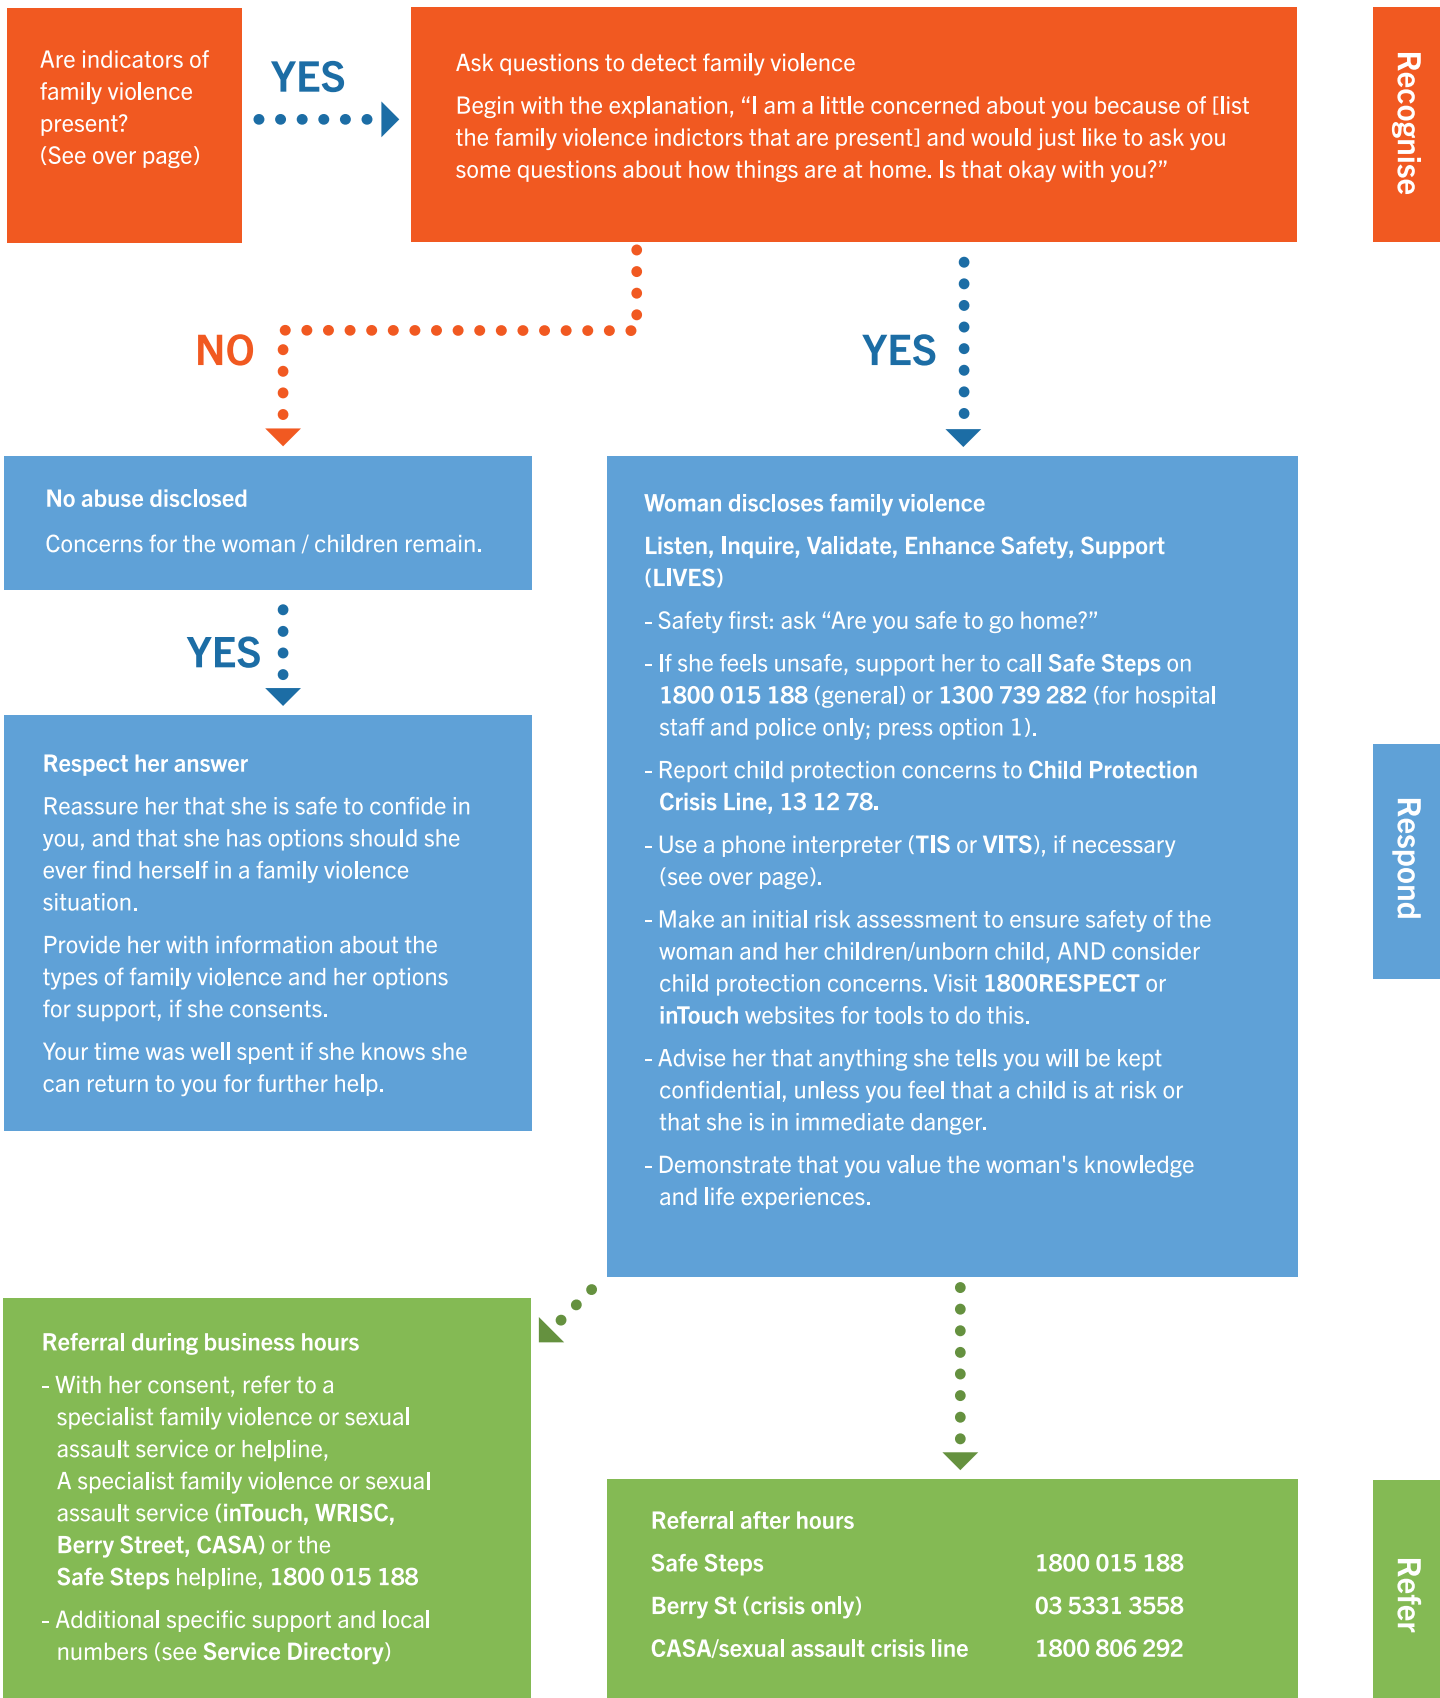 Are indicators of
family violence
present?
(See over page)
YES
Ask questions to detect family violence
Begin with the explanation, “I am a little concerned about you because of [list
the family violence indictors that are present] and would just like to ask you
some questions about how things are at home. Is that okay with you?”
Recognise
NO
YES
No abuse disclosed
Concerns for the woman / children remain.
YES
Respect her answer
Reassure her that she is safe to confide in
you, and that she has options should she
ever find herself in a family violence
situation.
Provide her with information about the
types of family violence and her options
for support, if she consents.
Your time was well spent if she knows she
can return to you for further help.
Woman discloses family violence
Listen, Inquire, Validate, Enhance Safety, Support
(LIVES)
- Safety first: ask “Are you safe to go home?”
- If she feels unsafe, support her to call Safe Steps on
1800 015 188 (general) or 1300 739 282 (for hospital
staff and police only; press option 1).
- Report child protection concerns to Child Protection
Crisis Line, 13 12 78.
- Use a phone interpreter (TIS or VITS), if necessary
(see over page).
- Make an initial risk assessment to ensure safety of the
woman and her children/unborn child, AND consider
child protection concerns. Visit 1800RESPECT or
inTouch websites for tools to do this.
- Advise her that anything she tells you will be kept
confidential, unless you feel that a child is at risk or
that she is in immediate danger.
- Demonstrate that you value the woman's knowledge
and life experiences.
Respond
Referral during business hours
- With her consent, refer to a
specialist family violence or sexual
assault service or helpline,
A specialist family violence or sexual
assault service (inTouch, WRISC,
Berry Street, CASA) or the
Safe Steps helpline, 1800 015 188
- Additional specific support and local
numbers (see Service Directory)
Referral after hours
Safe Steps 1800 015 188
Berry St (crisis only) 03 5331 3558
CASA/sexual assault crisis line 1800 806 292
Refer